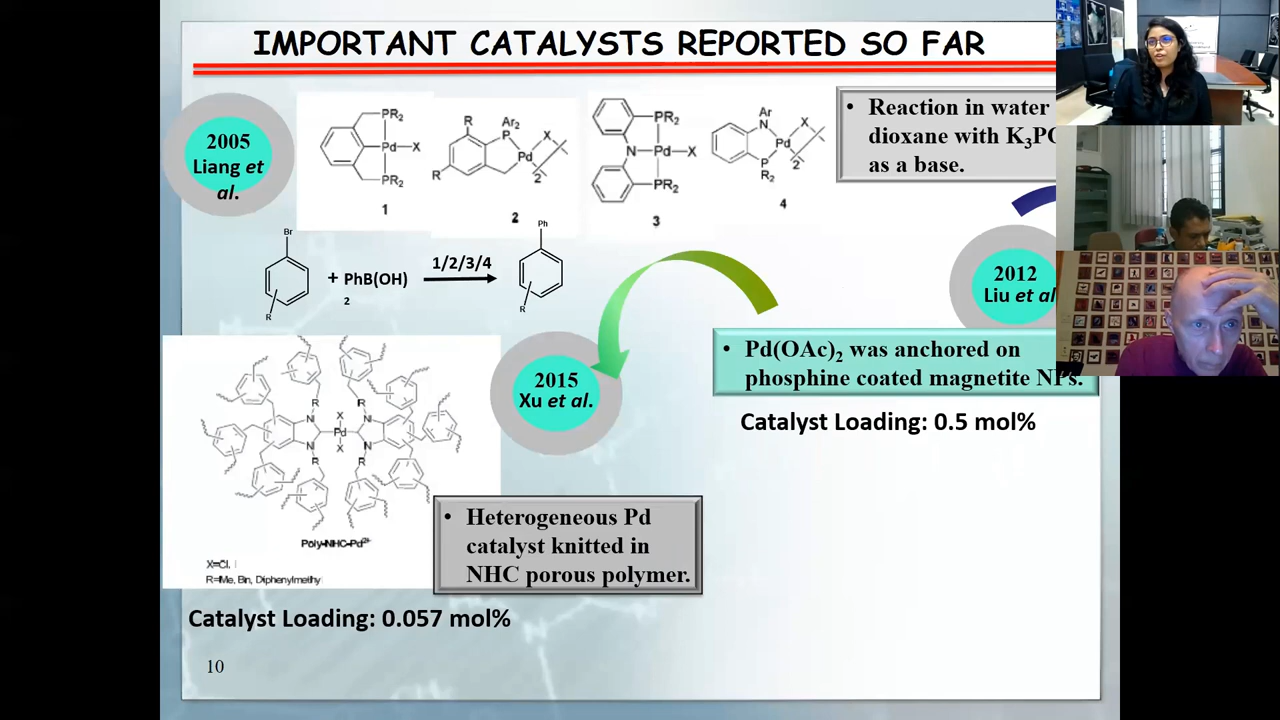 IMPORTANT CATALYSTS REPORTED SO FAR
2005
Liang et
al.
PR2
Pd
X
PR2
1
R
Ar2
P
X
Pd
R
2
2
PR2
N
Pd
X
PR2
3
Ar
N
X
Pd
P
R2
2
4
• Reaction in water
dioxane with K3PO
as a base.
Br
R
+ PhB(OH)
2
1/2/3/4
Ph
R
2012
Liu et al
• Pd(OAc)2 was anchored on
phosphine coated magnetite NPs.
Catalyst Loading: 0.5 mol%
2015
Xu et al.
R
R
N
X
N
Pd
N
X
N
R
R
Poly-NHC-Pd2+
X=Cl, I
R=Me, Bin, Diphenylmethyl
• Heterogeneous Pd
catalyst knitted in
NHC porous polymer.
Catalyst Loading: 0.057 mol%
10